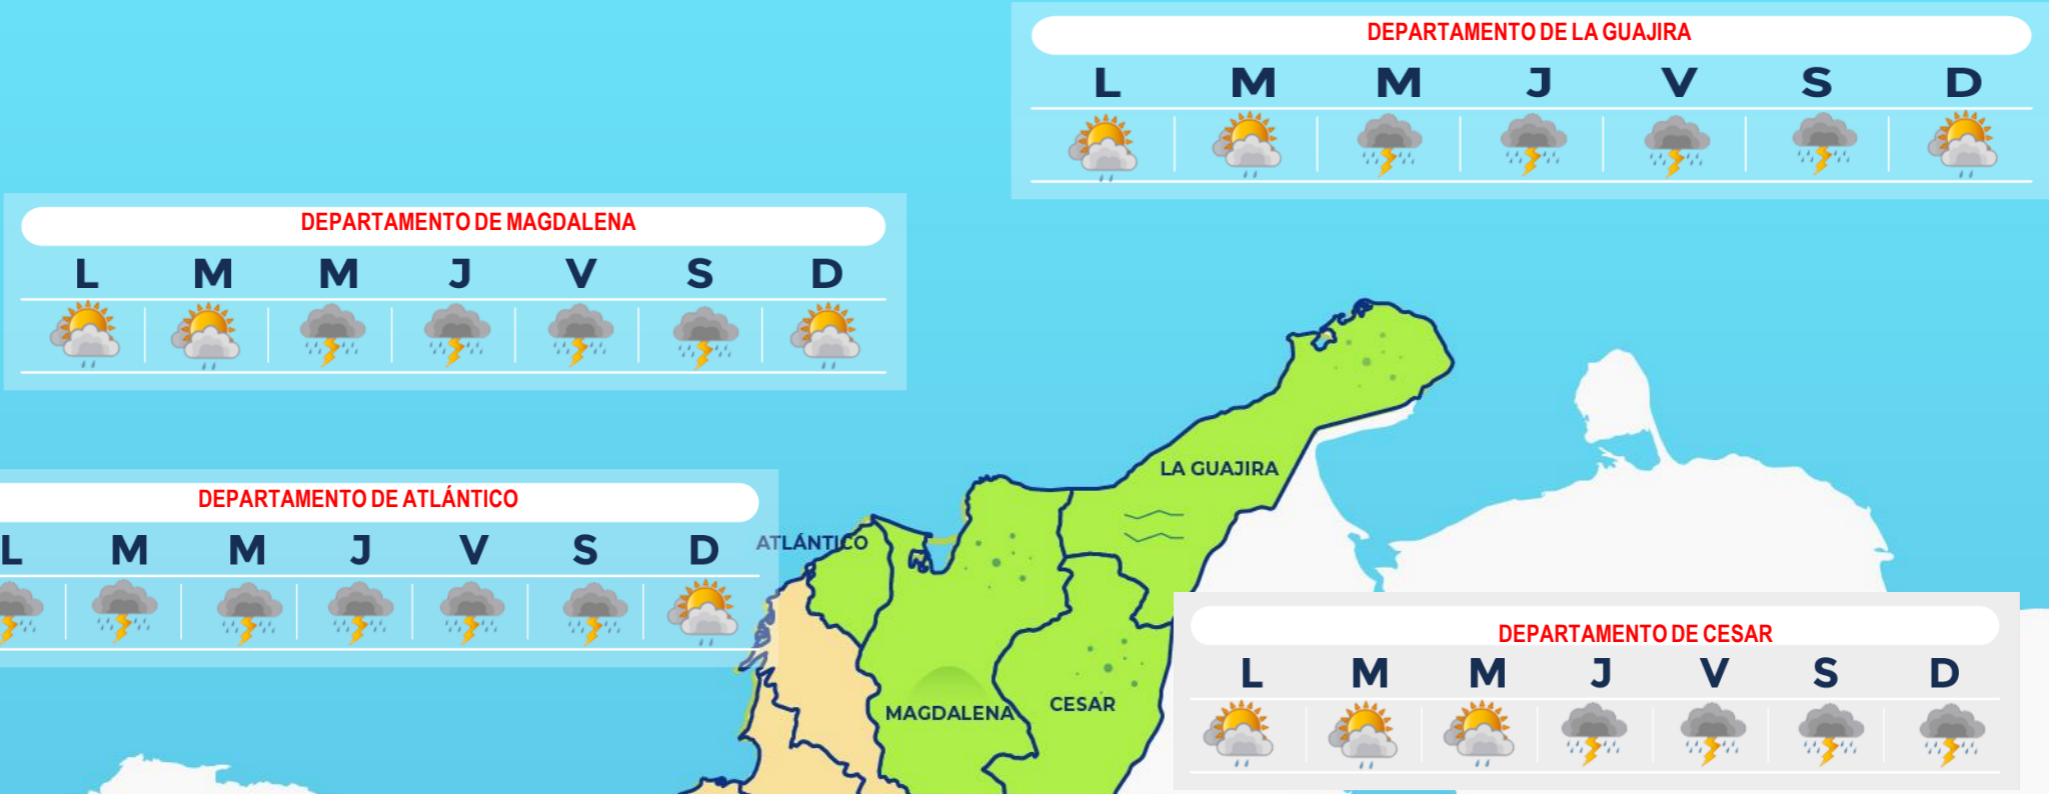 DEPARTAMENTO DE LA GUAJIRA
L M M J V S D
DEPARTAMENTO DE MAGDALENA
L M M J V S D
LA GUAJIRA
DEPARTAMENTO DE ATLÁNTICO
L M M J V S D
ATLÁNTICO
DEPARTAMENTO DE CESAR
L M M J V S D
MAGDALENA
CESAR